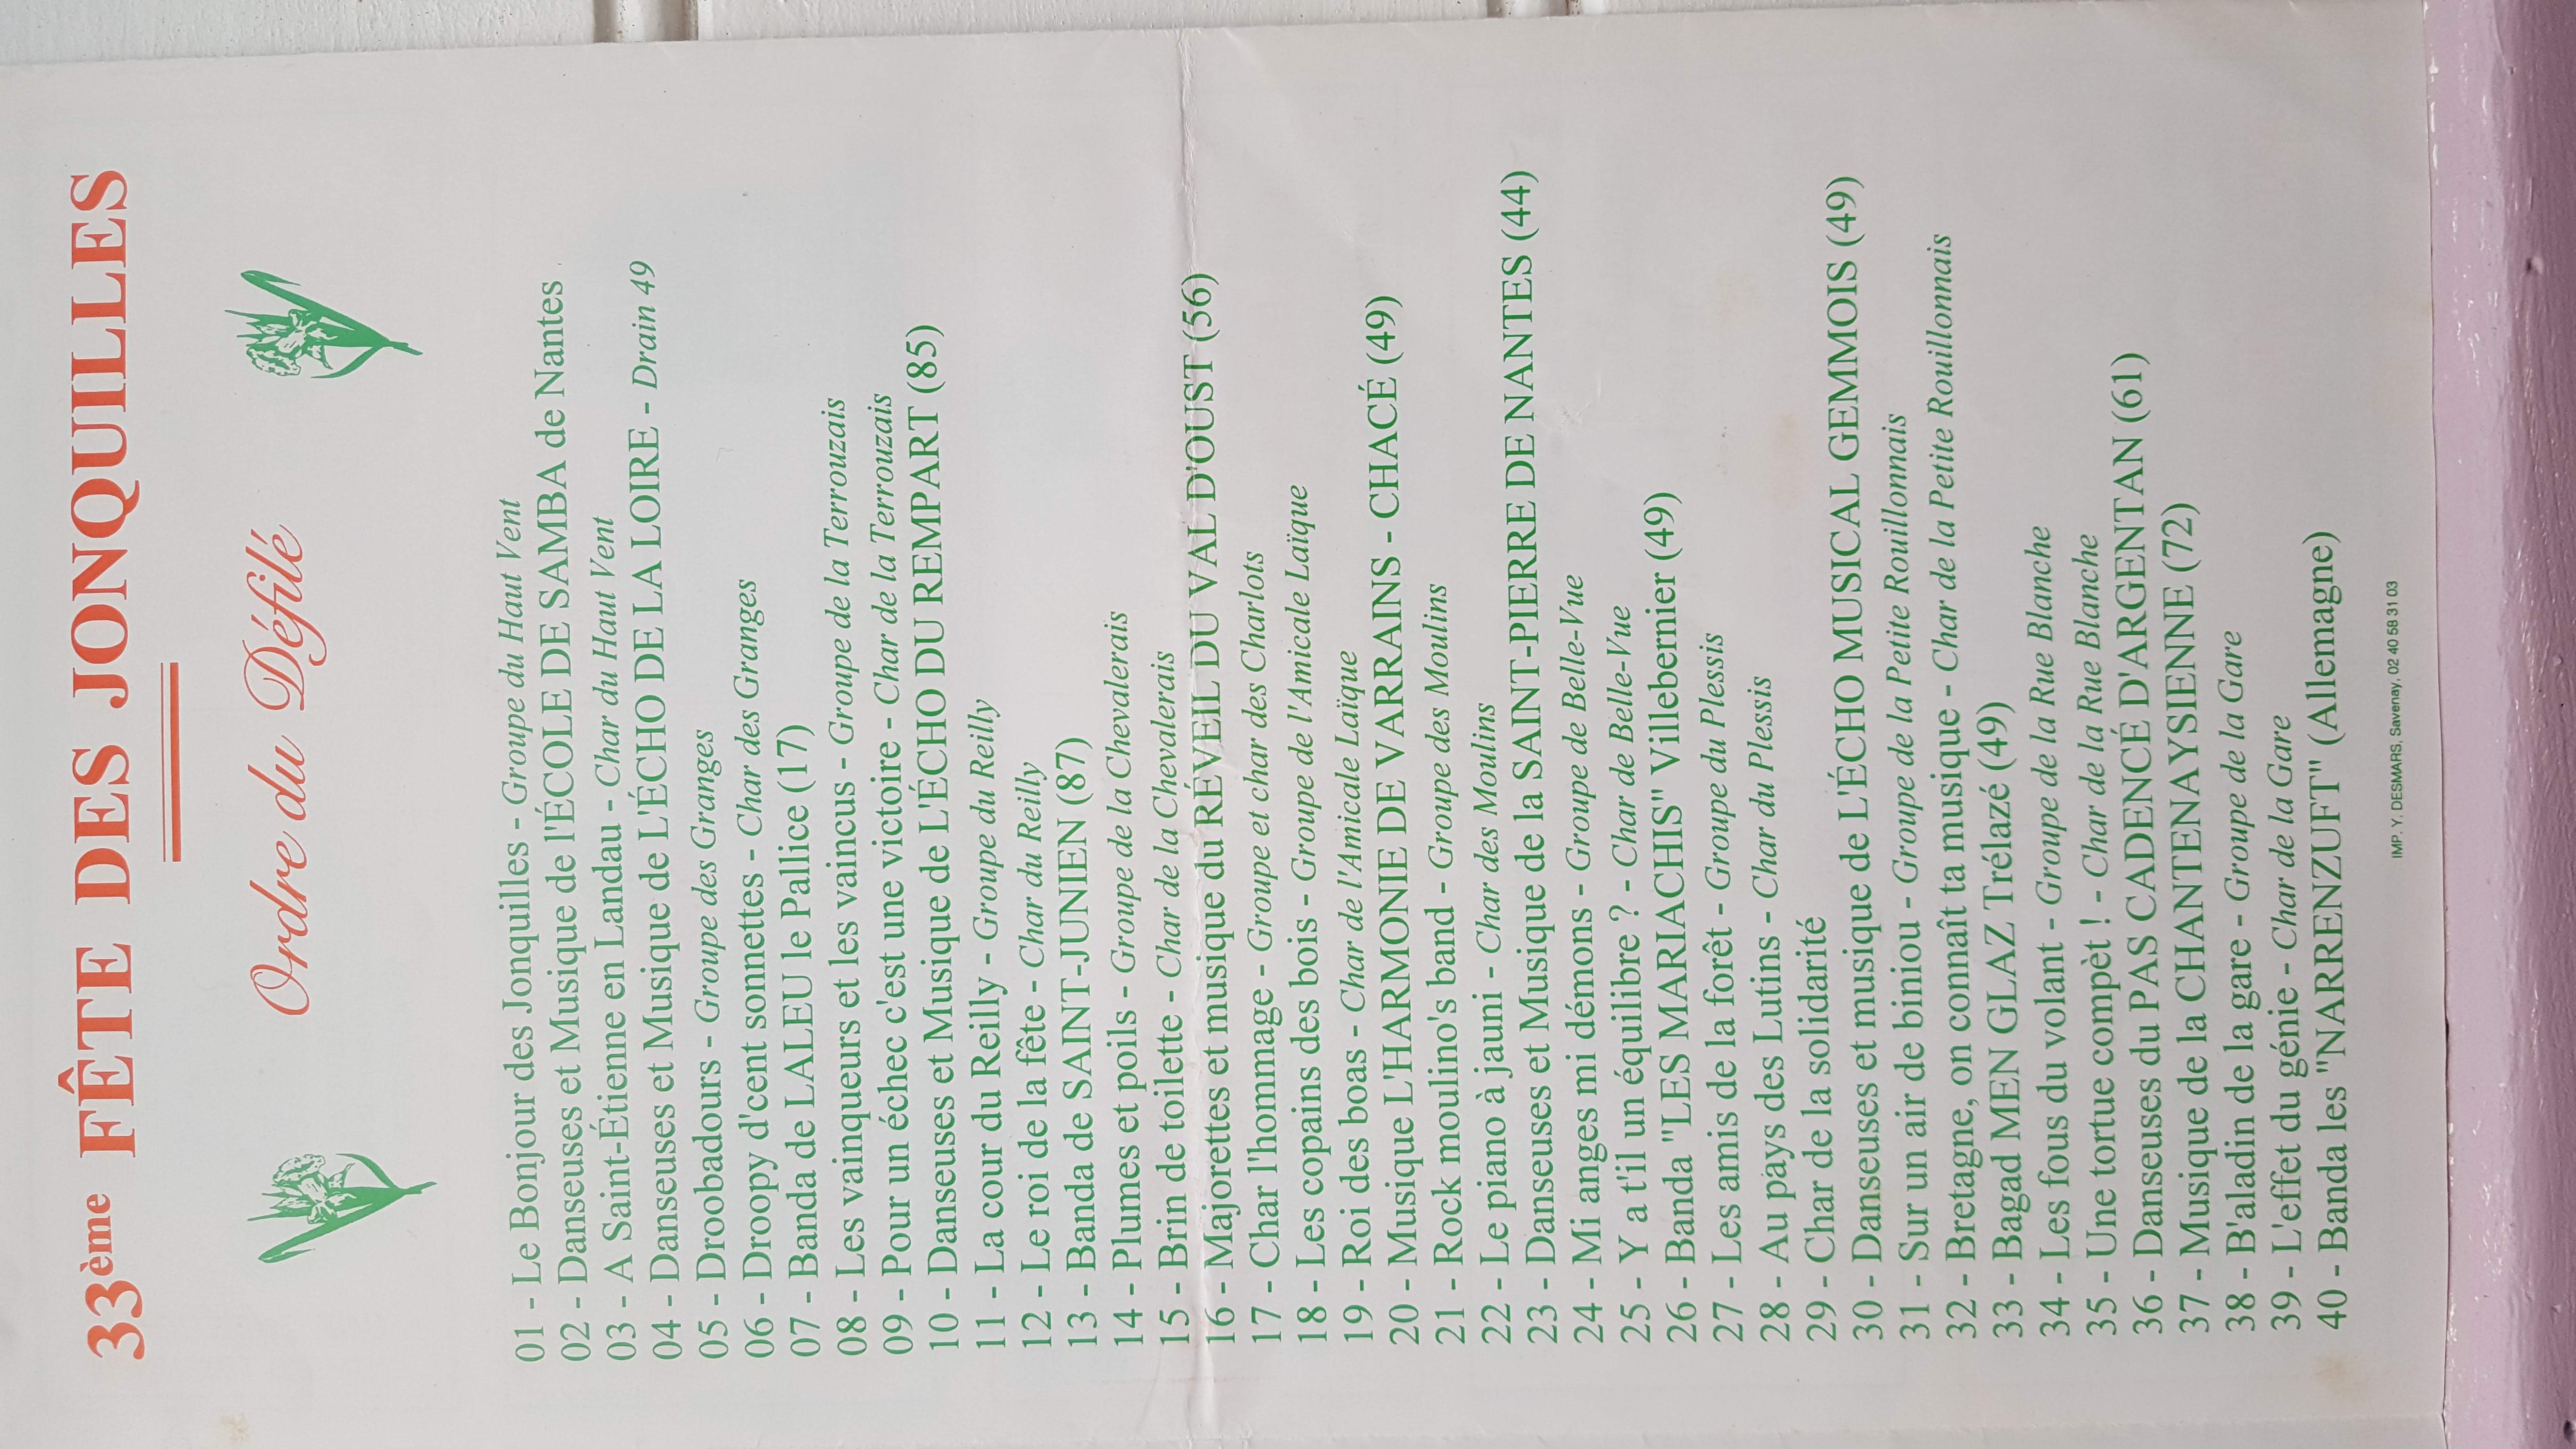 33ème FÊTE DES JONQUILLES
Ordre du Défilé
01 - Le Bonjour des Jonquilles - Groupe du Haut Vent
02 - Danseuses et Musique de l'ÉCOLE DE SAMBA de Nantes
03 - A Saint-Étienne en Landau - Char du Haut Vent
04 - Danseuses et Musique de L'ÉCHO DE LA LOIRE - Drain 49
05 - Droobadours - Groupe des Granges
06 - Droopy d'cent sonnettes - Char des Granges
07 - Banda de LALEU le Pallice (17)
08 - Les vainqueurs et les vaincus - Groupe de la Terrouzais
09 - Pour un échec c'est une victoire - Char de la Terrouzais
10 - Danseuses et Musique de L'ÉCHO DU REMPART (85)
11 - La cour du Reilly - Groupe du Reilly
12 - Le roi de la fête - Char du Reilly
13 - Banda de SAINT-JUNIEN (87)
14 - Plumes et poils - Groupe de la Chevalerais
15 - Brin de toilette - Char de la Chevalerais
16 - Majorettes et musique du RÉVEIL DU VAL D'OUST (56)
17 - Char l'hommage - Groupe et char des Charlots
18 - Les copains des bois - Groupe de l'Amicale Laïque
19 - Roi des boas - Char de l'Amicale Laïque
20 - Musique L'HARMONIE DE VARRAINS - CHACÉ (49)
21 - Rock moulino's band - Groupe des Moulins
22 - Le piano à jauni - Char des Moulins
23 - Danseuses et Musique de la SAINT-PIERRE DE NANTES (44)
24 - Mi anges mi démons - Groupe de Belle-Vue
25 - Y a t'il un équilibre ? - Char de Belle-Vue
26 - Banda "LES MARIACHIS" Villebernier (49)
27 - Les amis de la forêt - Groupe du Plessis
28 - Au pays des Lutins - Char du Plessis
29 - Char de la solidarité
30 - Danseuses et musique de L'ÉCHO MUSICAL GEMMOIS (49)
31 - Sur un air de biniou - Groupe de la Petite Rouillonnais
32 - Bretagne, on connaît ta musique - Char de la Petite Rouillonnais
33 - Bagad MEN GLAZ Trélazé (49)
34 - Les fous du volant - Groupe de la Rue Blanche
35 - Une tortue compèt ! - Char de la Rue Blanche
36 - Danseuses du PAS CADENCÉ D'ARGENTAN (61)
37 - Musique de la CHANTENAYSIENNE (72)
38 - B'aladin de la gare - Groupe de la Gare
39 - L'effet du génie - Char de la Gare
40 - Banda les "NARRENZUFT" (Allemagne)
IMP. Y. DESMARS, Savenay, 02 40 58 31 03